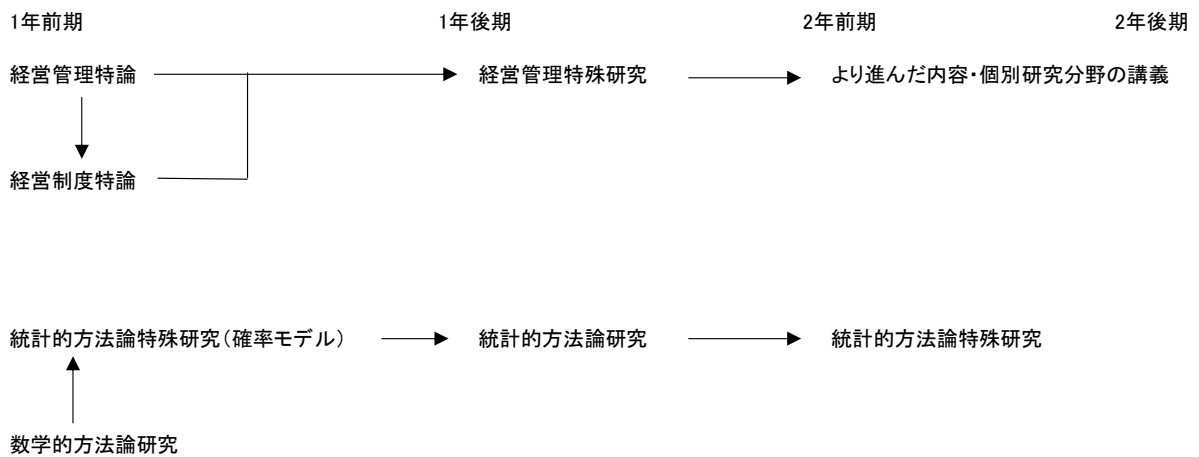 1年前期 1年後期 2年前期 2年後期
経営管理特論 経営管理特殊研究 より進んだ内容・個別研究分野の講義
経営制度特論
統計的方法論特殊研究(確率モデル) 統計的方法論研究 統計的方法論特殊研究
数学的方法論研究